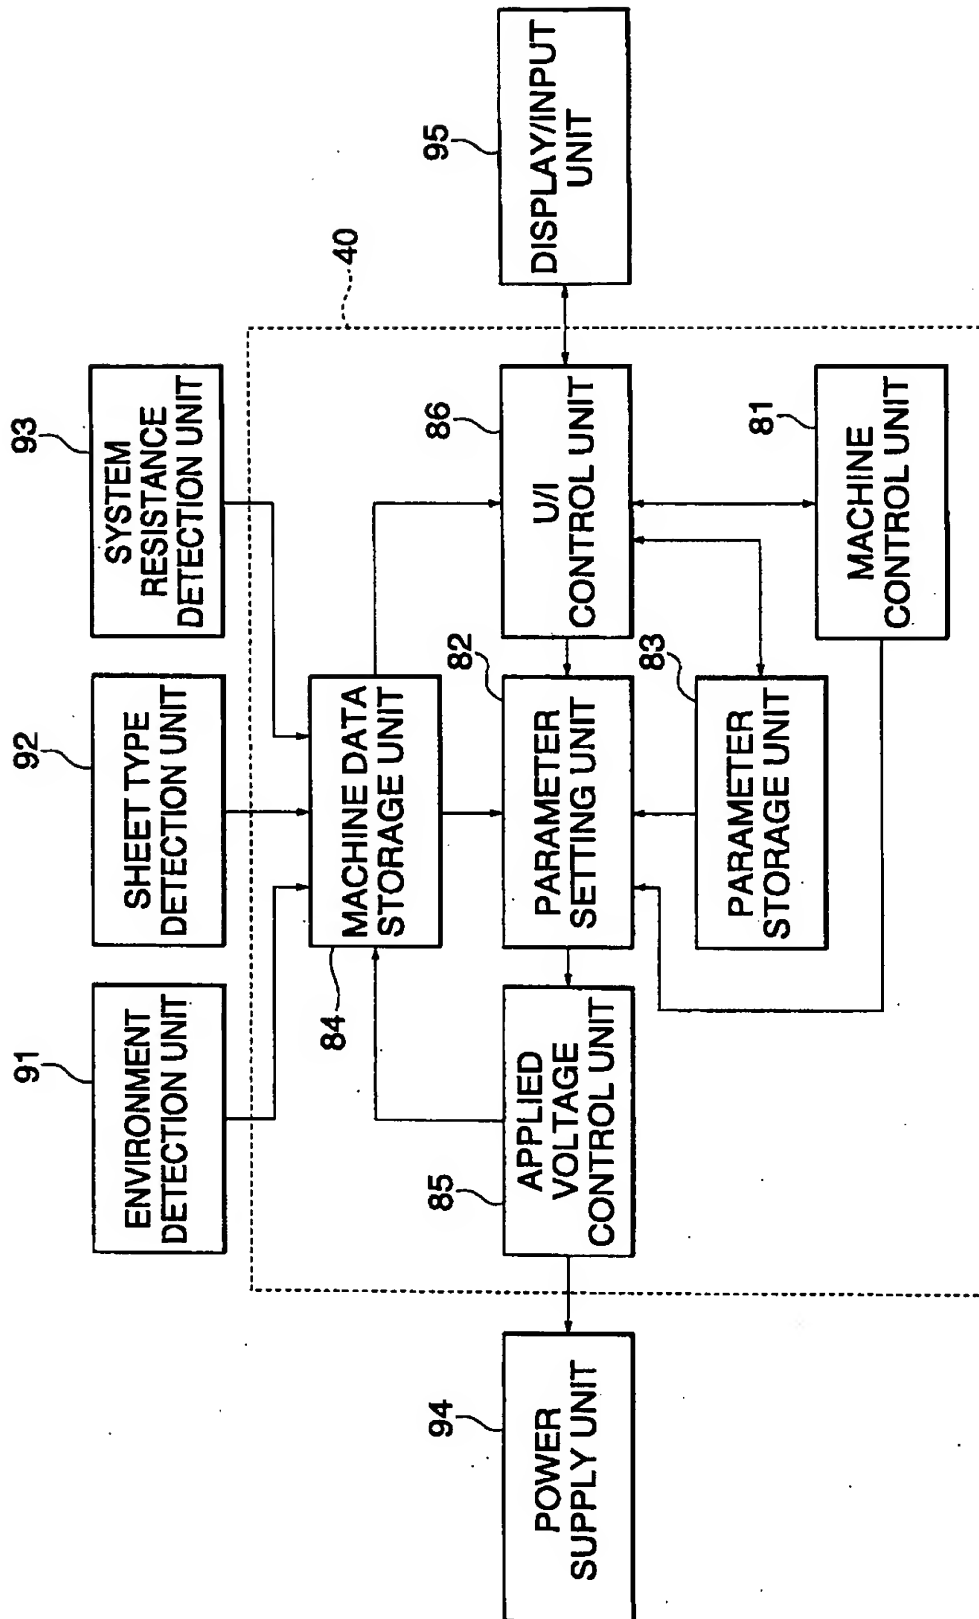 91
ENVIRONMENT
DETECTION UNIT
92
SHEET TYPE
DETECTION UNIT
93
SYSTEM
RESISTANCE
DETECTION UNIT
40
84
MACHINE DATA
STORAGE UNIT
94
POWER
SUPPLY UNIT
85
APPLIED
VOLTAGE
CONTROL UNIT
82
PARAMETER
SETTING UNIT
86
U/I
CONTROL UNIT
95
DISPLAY/INPUT
UNIT
83
PARAMETER
STORAGE UNIT
81
MACHINE
CONTROL UNIT